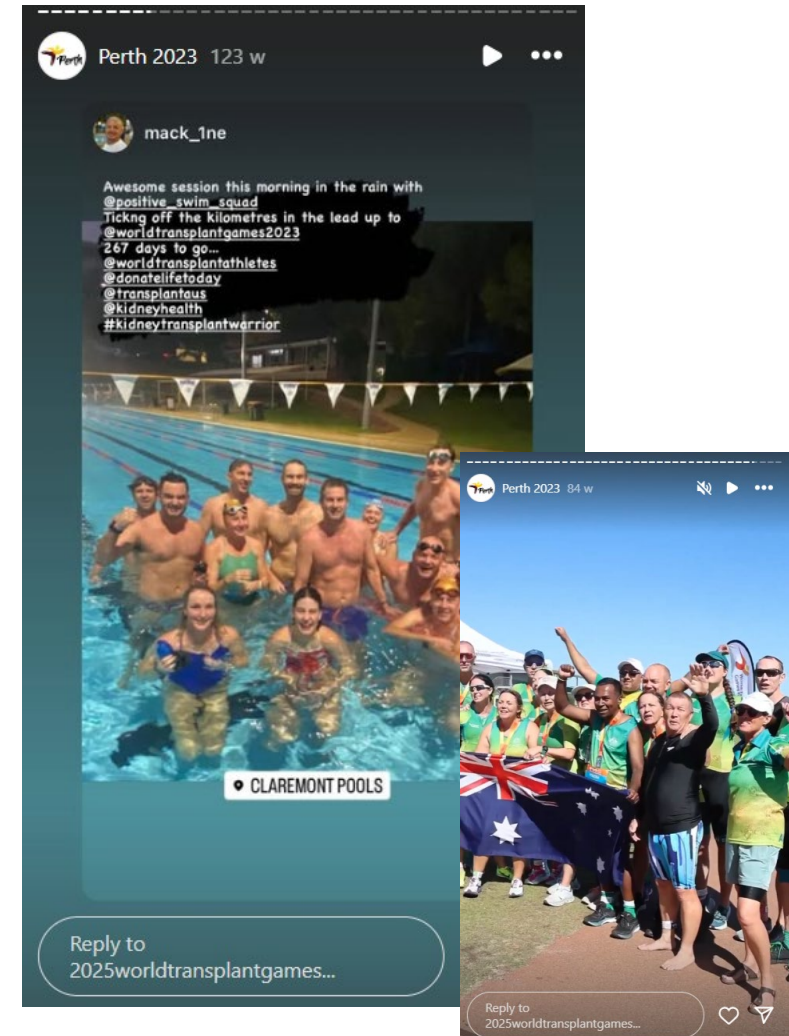 Perth
Perth 2023 123 w
mack_1ne
Awesome session this morning in the rain with
@positive_swim_squad
Tickng off the kilometres in the lead up to
@worldtransplantgames2023
267 days to go...
@worldtransplantathletes
@donatelifetoday
@transplantaus
@kidneyhealth
#kidneytransplantwarrior
CLAREMONT POOLS
Reply to
2025worldtransplantgames...
Perth
Perth 2023 84 w
Reply to
2025worldtransplantgames...